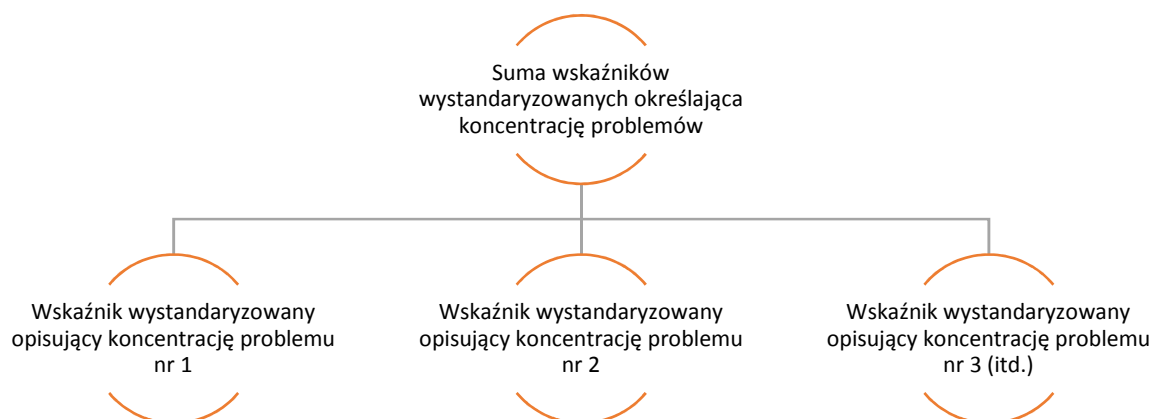 Suma wskaźników
wystandaryzowanych określająca
koncentrację problemów
Wskaźnik wystandaryzowany
opisujący koncentrację problemu
nr 1
Wskaźnik wystandaryzowany
opisujący koncentrację problemu
nr 2
Wskaźnik wystandaryzowany
opisujący koncentrację problemu
nr 3 (itd.)